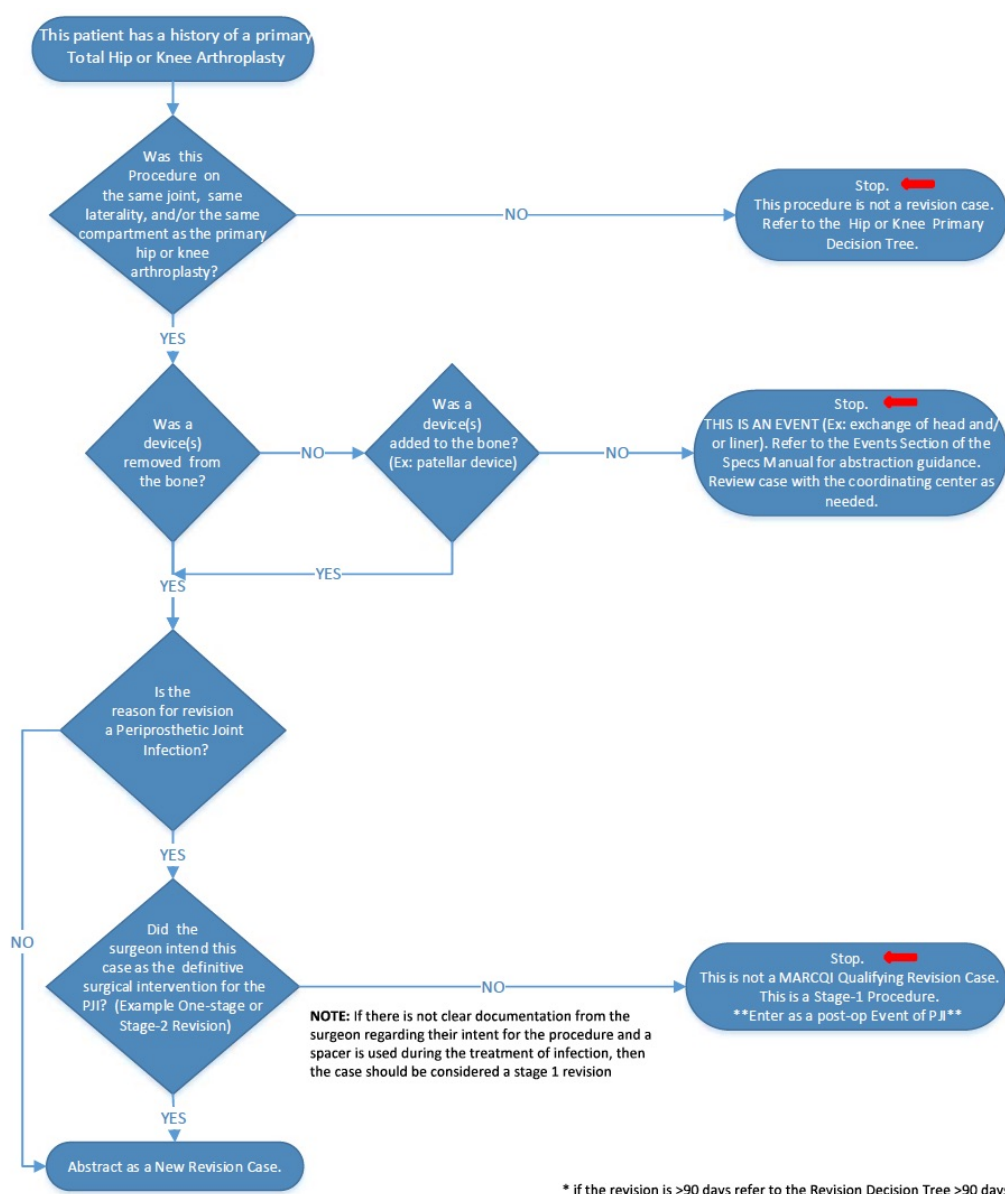 This patient has a history of a primary
Total Hip or Knee Arthroplasty
Was this
Procedure on
the same joint, same
laterality, and/or the same
compartment as the primary
hip or knee
arthroplasty?
NO
Stop.
This procedure is not a revision case.
Refer to the Hip or Knee Primary
Decision Tree.
YES
Was a
device(s)
removed from
the bone?
NO
Was a
device(s)
added to the bone?
(Ex: patellar device)
NO
Stop.
THIS IS AN EVENT (Ex: exchange of head and/
or liner). Refer to the Events Section of the
Specs Manual for abstraction guidance.
Review case with the coordinating center as
needed.
YES
YES
Is the
reason for revision
a Periprosthetic Joint
Infection?
YES
NO
Did the
surgeon intend this
case as the definitive
surgical intervention for the
PJI? (Example One-stage or
Stage-2 Revision)
NO
Stop.
This is not a MARCQI Qualifying Revision Case.
This is a Stage-1 Procedure.
**Enter as a post-op Event of PJI**
NOTE: If there is not clear documentation from the
surgeon regarding their intent for the procedure and a
spacer is used during the treatment of infection, then
the case should be considered a stage 1 revision
YES
Abstract as a New Revision Case.
* if the revision is >90 days refer to the Revision Decision Tree >90 days